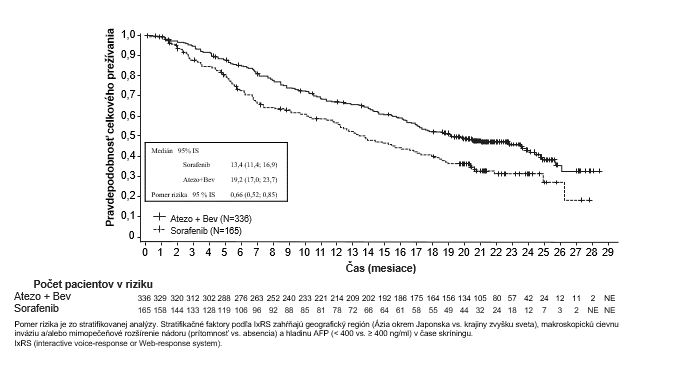 Pravdepodobnosť celkového prežívania
1,0
0,9
0,8
0,7
0,6
0,5
0,4
0,3
0,2
0,1
0
Medián 95% IS
Sorafenib 13,4 (11,4; 16,9)
Atezo+Bev 19,2 (17,0; 23,7)
Pomer rizika 95 % IS 0,66 (0,52; 0,85)
Atezo + Bev (N=336)
Sorafenib (N=165)
0 1 2 3 4 5 6 7 8 9 10 11 12 13 14 15 16 17 18 19 20 21 22 23 24 25 26 27 28 29
Čas (mesiace)
Počet pacientov v riziku
Atezo + Bev 336 329 320 312 302 288 276 263 252 240 233 221 214 209 202 192 186 175 164 156 134 105 80 57 42 24 12 11 2 NE
Sorafenib 165 158 144 133 128 119 106 96 92 88 85 81 78 72 66 64 61 58 55 49 44 32 24 18 12 7 3 2 NE NE
Pomer rizika je zo stratifikovanej analýzy. Stratifikačné faktory podľa IxRS zahŕňajú geografický región (Ázia okrem Japonska vs. krajiny zvyšku sveta), makroskopickú cievnu
inváziu a/alebo mimopečeňové rozšírenie nádoru (prítomnosť vs. absencia) a hladinu AFP (< 400 vs. ≥ 400 ng/ml) v čase skríningu.
IxRS (interactive voice-response or Web-response system).